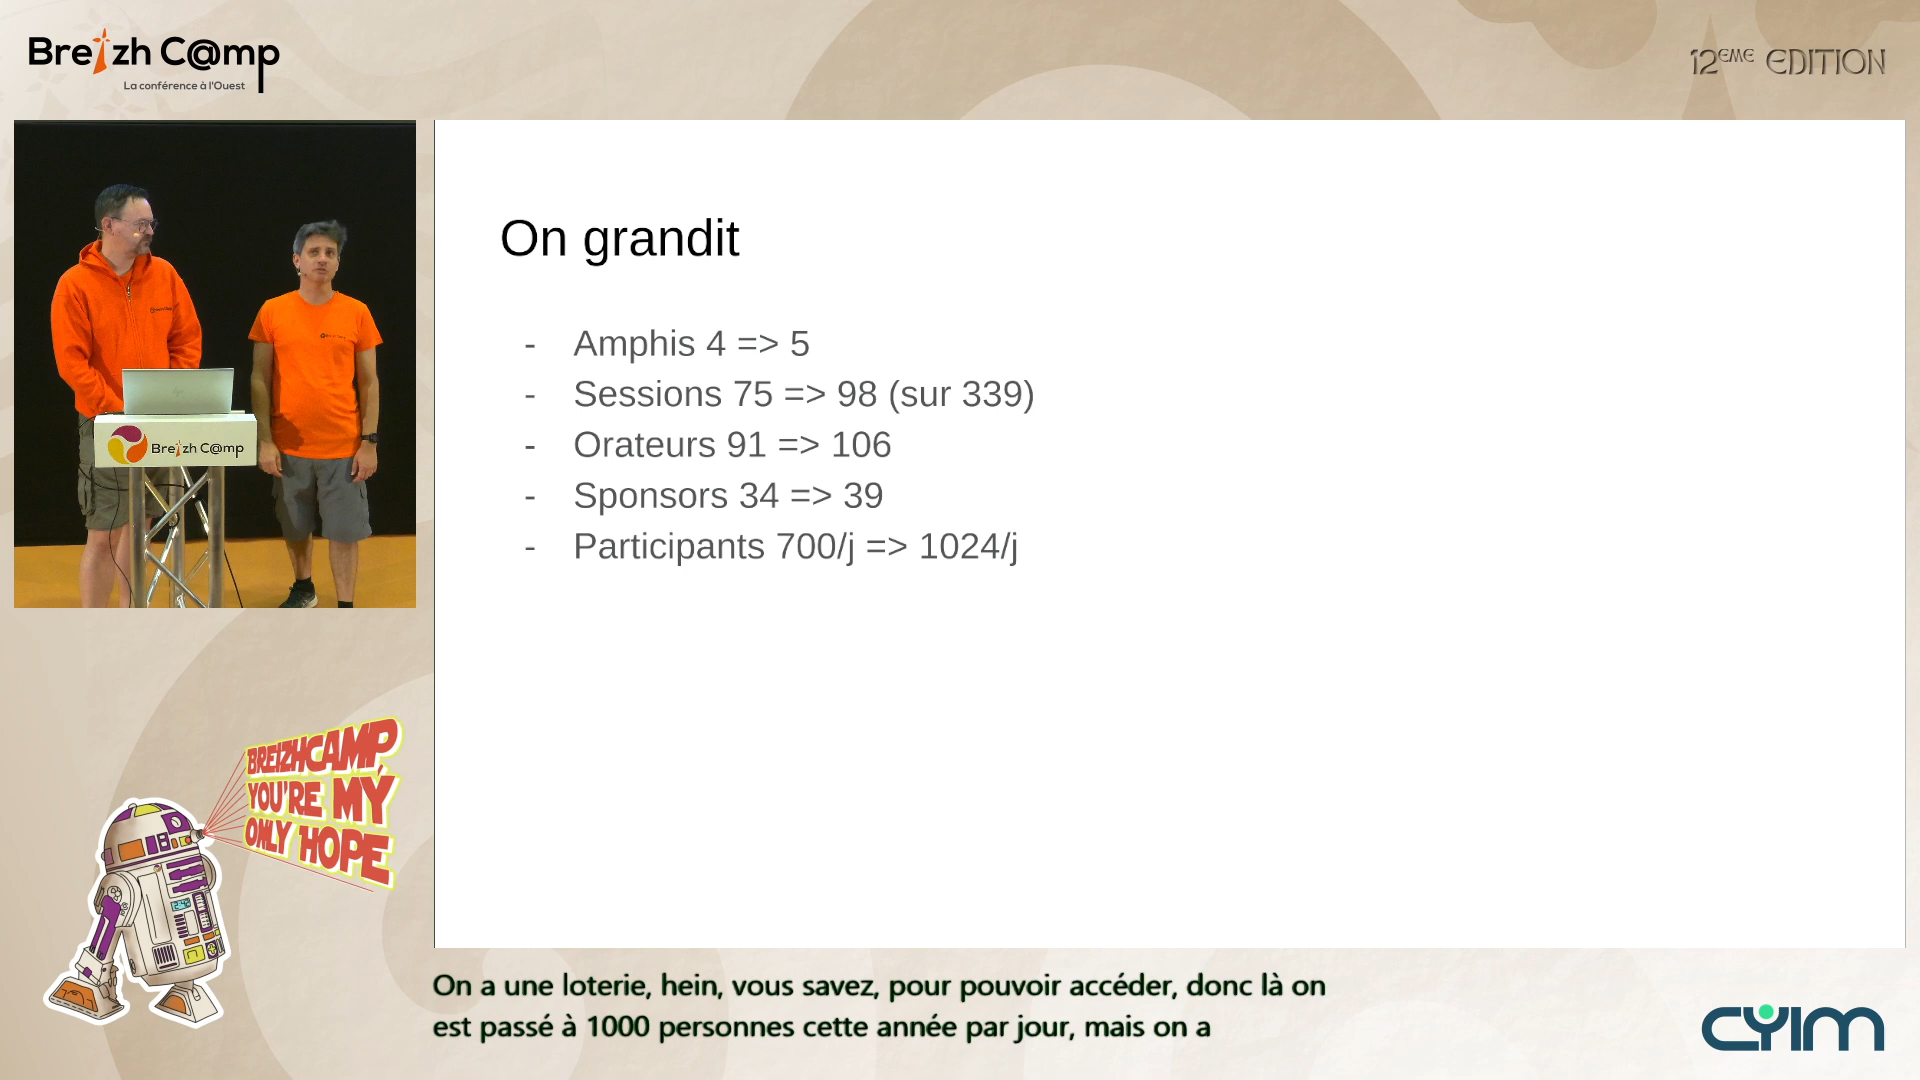 Breizh C@mp
La conférence à l'Ouest
12EME EDITION
On grandit
- Amphis 4 => 5
- Sessions 75 => 98 (sur 339)
- Orateurs 91 => 106
- Sponsors 34 => 39
- Participants 700/j => 1024/j
Breizh C@mp
BREIZHCAMP,
YOU'RE MY
ONLY HOPE
On a une loterie, hein, vous savez, pour pouvoir accéder, donc là on
est passé à 1000 personnes cette année par jour, mais on a
CYIM